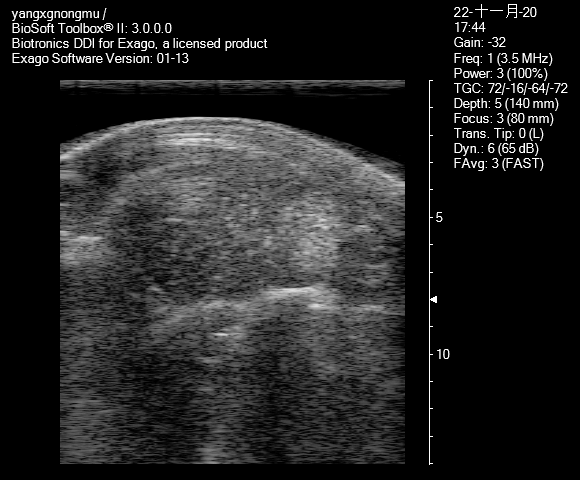 yangxgnongmu /
BioSoft Toolbox® II: 3.0.0.0
Biotronics DDI for Exago, a licensed product
Exago Software Version: 01-13
22-十一月-20
17:44
Gain: -32
Freq: 1 (3.5 MHz)
Power: 3 (100%)
TGC: 72/-16/-64/-72
Depth: 5 (140 mm)
Focus: 3 (80 mm)
Trans. Tip: 0 (L)
Dyn.: 6 (65 dB)
FAvg: 3 (FAST)
5
10